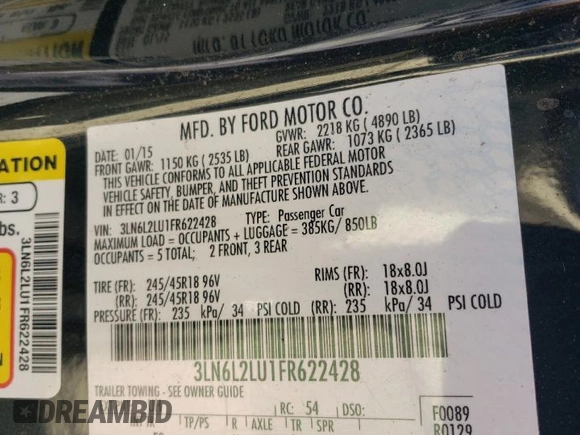 MFD. BY FORD MOTOR CO.
DATE: 01/15
GVWR: 2218 KG ( 4890 LB)
FRONT GAWR: 1150 KG ( 2535 LB)
REAR GAWR: 1073 KG ( 2365 LB)
THIS VEHICLE CONFORMS TO ALL APPLICABLE FEDERAL MOTOR
VEHICLE SAFETY, BUMPER, AND THEFT PREVENTION STANDARDS
IN EFFECT ON THE DATE OF MANUFACTURE SHOWN ABOVE.
VIN: 3LN6L2LU1FR622428 TYPE: Passenger Car
MAXIMUM LOAD = OCCUPANTS + LUGGAGE = 385KG/ 850LB
OCCUPANTS = 5 TOTAL; 2 FRONT, 3 REAR
TIRE (FR): 245/45R18 96V RIMS (FR): 18x8.0J
(RR): 245/45R18 96V (RR): 18x8.0J
PRESSURE (FR): 235 kPa/ 34 PSI COLD (RR): 235 kPa/ 34 PSI COLD
3LN6L2LU1FR622428
TRAILER TOWING - SEE OWNER GUIDE
RC: 54 DSO:
F0089
INT TR TP/PS R AXLE TR SPR
R0129
R: 3
lbs.
3LN6L2LU1FR622428
DREAMBID